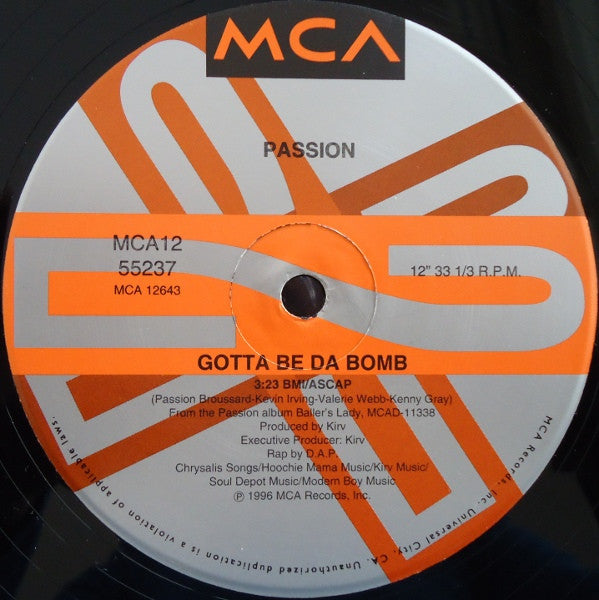 MCA
PASSION
MCA12
55237
MCA 12643
12" 33 1/3 R.P.M.
GOTTA BE DA BOMB
3:23 BMI/ASCAP
(Passion Broussard-Kevin Irving-Valerie Webb-Kenny Gray)
From the Passion album Baller's Lady, MCAD-11338
Produced by Kirv
Executive Producer: Kirv
Rap by D.A.P.
Chrysalis Songs/Hoochie Mama Music/Kirv Music/
Soul Depot Music/Modern Boy Music
℗ 1996 MCA Records, Inc.
MCA Records, Inc. Universal City, CA. Unauthorized duplication is a violation of applicable laws.